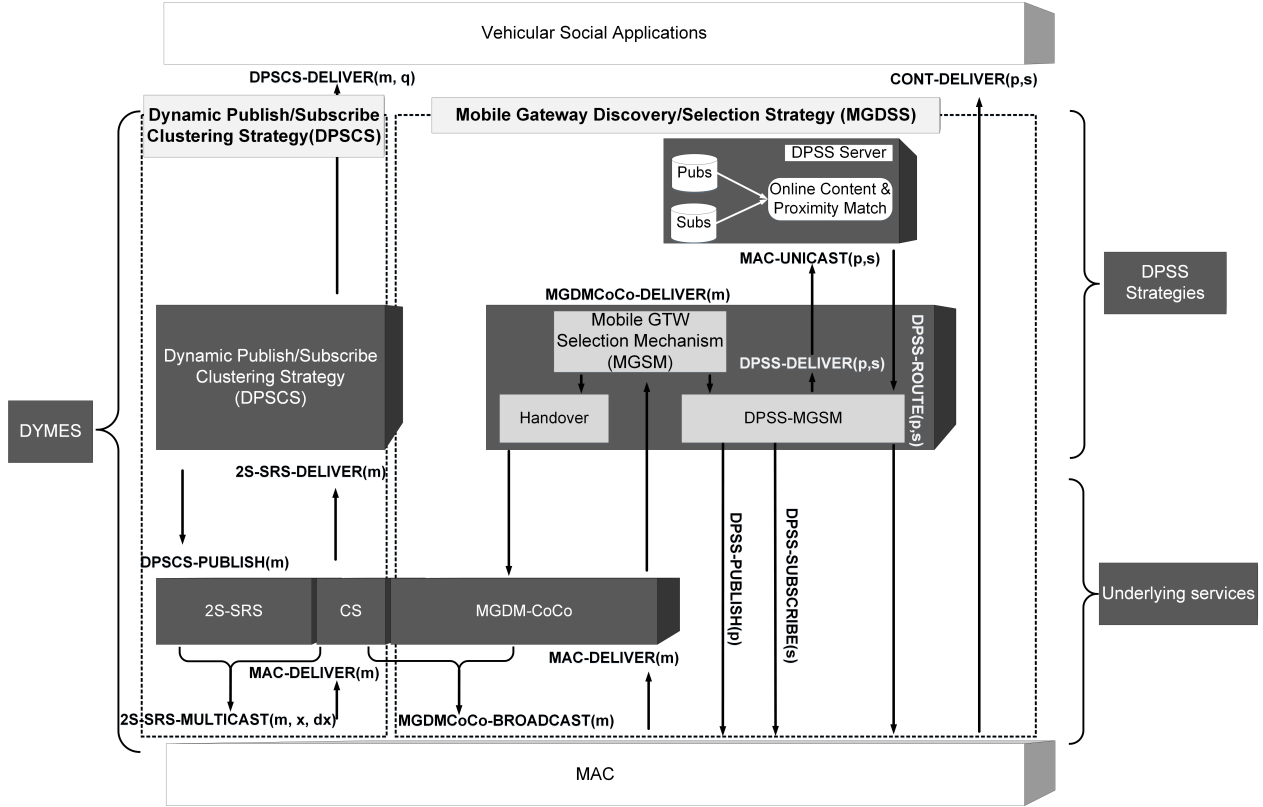 Vehicular Social Applications
DPSCS-DELIVER(m, q)
CONT-DELIVER(p,s)
Dynamic Publish/Subscribe
Clustering Strategy(DPSCS)
Mobile Gateway Discovery/Selection Strategy (MGDSS)
DPSS Server
Pubs
Subs
Online Content &
Proximity Match
MAC-UNICAST(p,s)
DPSS
Strategies
MGDMCoCo-DELIVER(m)
Mobile GTW
Selection Mechanism
(MGSM)
DPSS-DELIVER(p,s)
DPSS-ROUTE(p,s)
Dynamic Publish/Subscribe
Clustering Strategy
(DPSCS)
Handover
DPSS-MGSM
DYMES
2S-SRS-DELIVER(m)
DPSCS-PUBLISH(m)
DPSS-PUBLISH(p)
DPSS-SUBSCRIBE(s)
Underlying services
2S-SRS
CS
MGDM-CoCo
MAC-DELIVER(m)
MAC-DELIVER(m)
2S-SRS-MULTICAST(m, x, dx)
MGDMCoCo-BROADCAST(m)
MAC